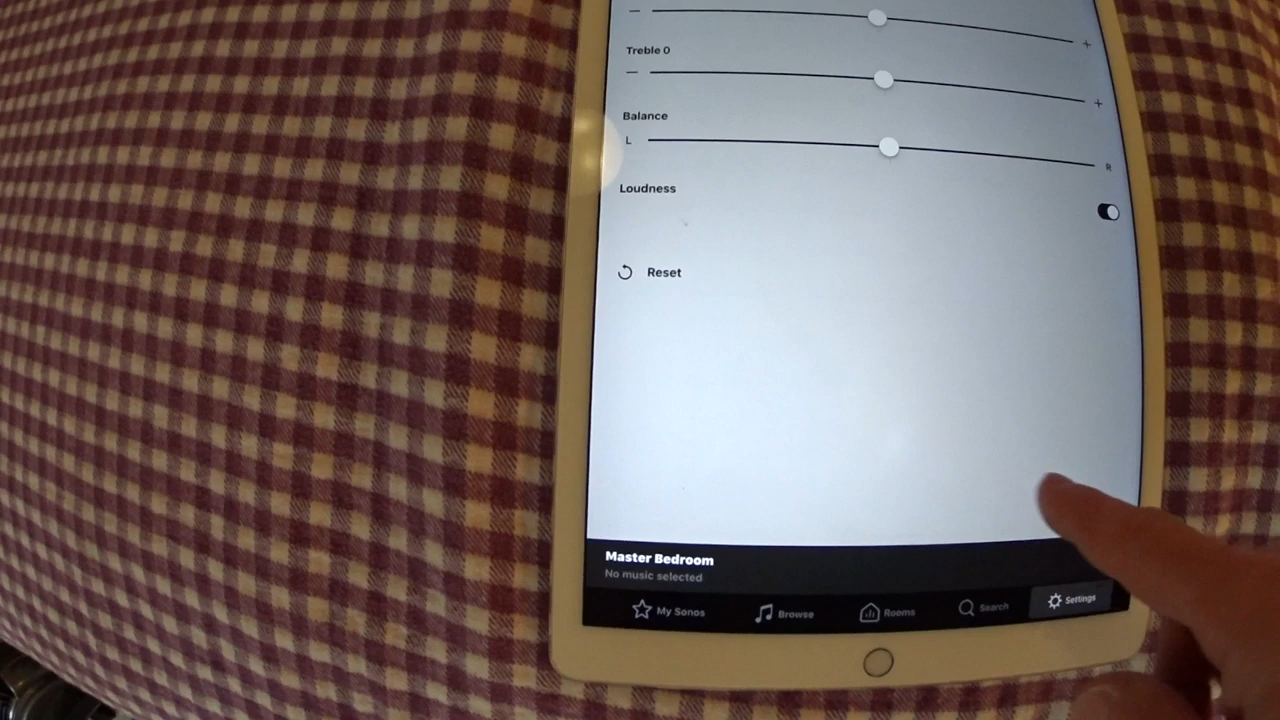 Treble 0
Balance
L
R
Loudness
Reset
Master Bedroom
No music selected
My Sonos
Browse
Rooms
Search
Settings